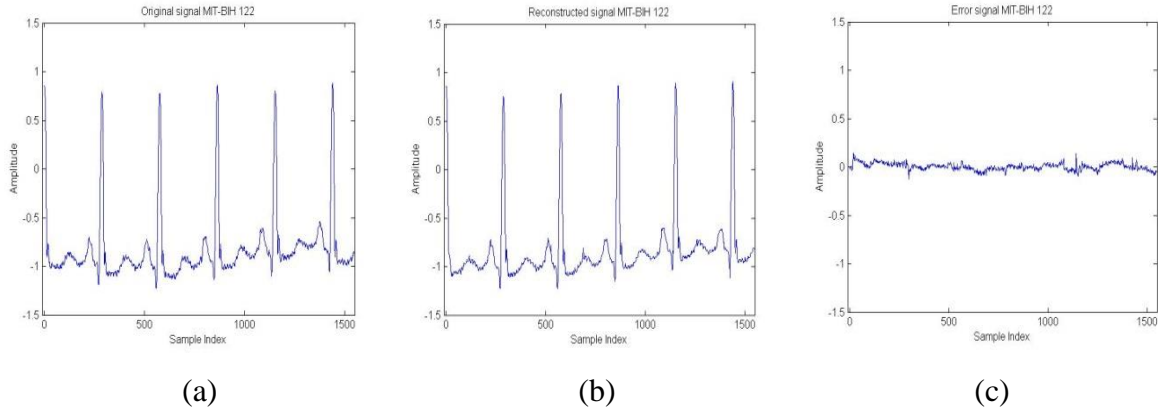 Original signal MIT-BIH 122
1.5
1
0.5
0
-0.5
-1
-1.5
Amplitude
0
500
1000
1500
Sample Index
(a)
Reconstructed signal MIT-BIH 122
1.5
1
0.5
0
-0.5
-1
-1.5
Amplitude
0
500
1000
1500
Sample Index
(b)
Error signal MIT-BIH 122
1.5
1
0.5
0
-0.5
-1
-1.5
Amplitude
0
500
1000
1500
Sample Index
(c)